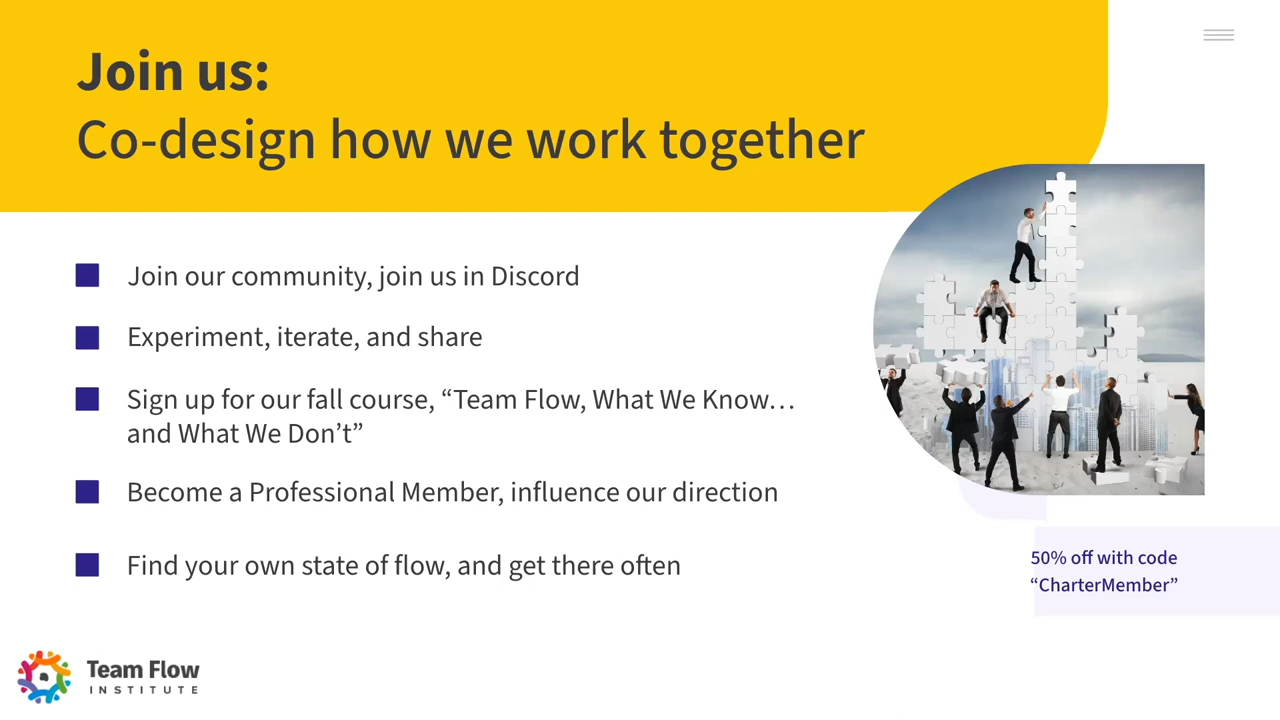 Join us:
Co-design how we work together
Join our community, join us in Discord
Experiment, iterate, and share
Sign up for our fall course, “Team Flow, What We Know…
and What We Don’t”
Become a Professional Member, influence our direction
Find your own state of flow, and get there often
50% off with code
“CharterMember”
Team Flow
INSTITUTE